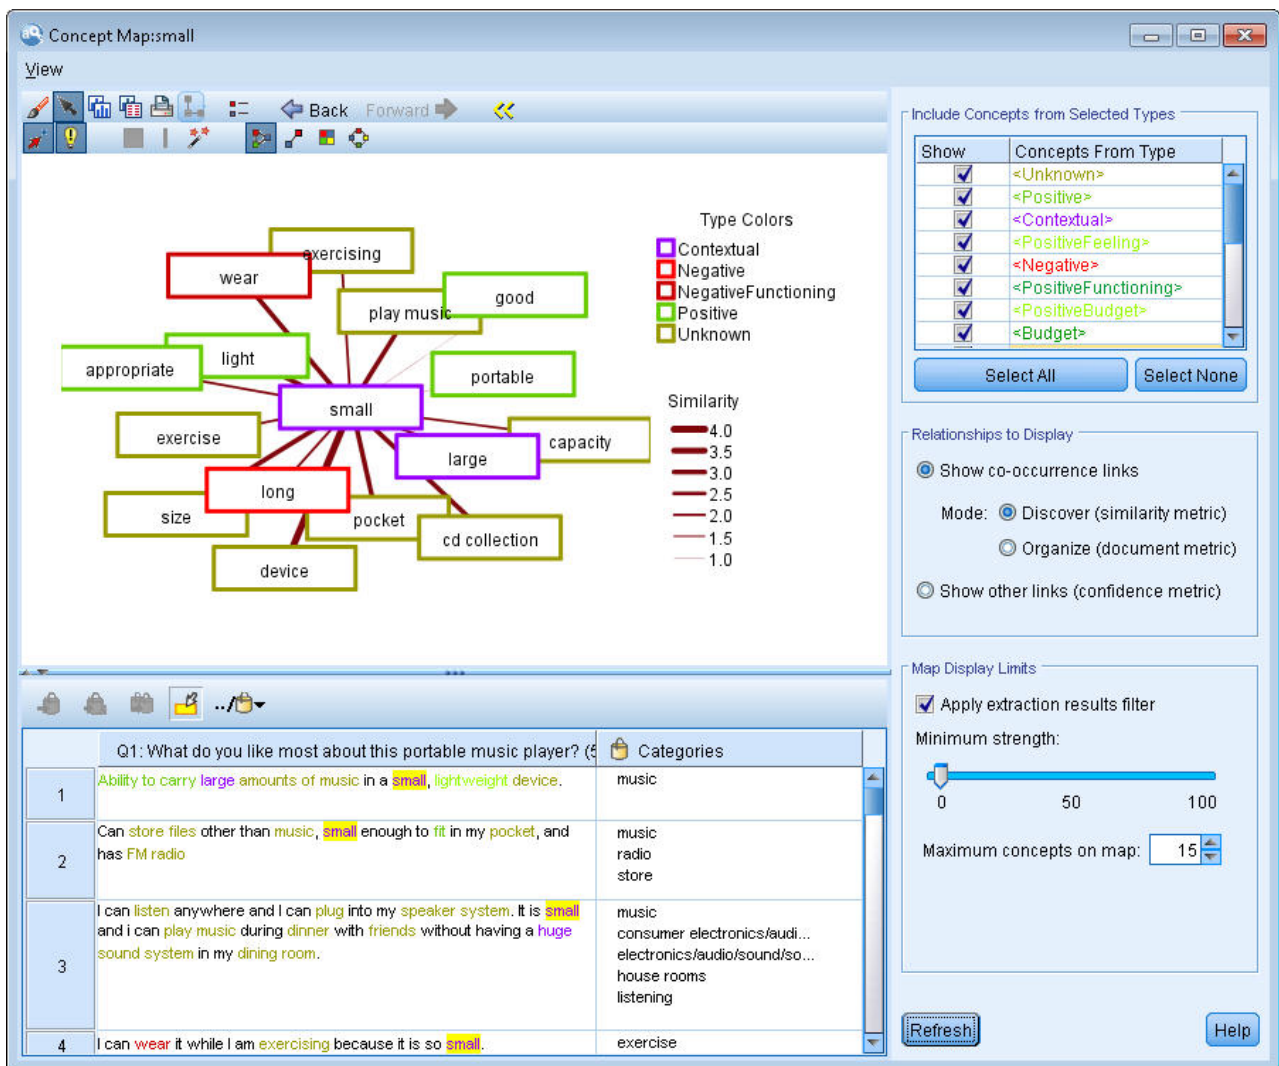 Concept Map:small
View
Back Forward
exercising
wear
good
play music
light
appropriate
portable
small
exercise
capacity
large
long
size
pocket
cd collection
device
Type Colors
Contextual
Negative
NegativeFunctioning
Positive
Unknown
Similarity
4.0
3.5
3.0
2.5
2.0
1.5
1.0
Include Concepts from Selected Types
Show Concepts From Type
<Unknown>
<Positive>
<Contextual>
<PositiveFeeling>
<Negative>
<PositiveFunctioning>
<PositiveBudget>
<Budget>
Select All Select None
Relationships to Display
Show co-occurrence links
Mode: Discover (similarity metric)
Organize (document metric)
Show other links (confidence metric)
Map Display Limits
Apply extraction results filter
Minimum strength:
0 50 100
Maximum concepts on map: 15
Refresh Help
../
Q1: What do you like most about this portable music player? (5 Categories
1 Ability to carry large amounts of music in a small, lightweight device. music
2 Can store files other than music, small enough to fit in my pocket, and music
has FM radio radio
store
3 I can listen anywhere and I can plug into my speaker system. It is small music
and i can play music during dinner with friends without having a huge consumer electronics/audi...
sound system in my dining room. electronics/audio/sound/so...
house rooms
listening
4 I can wear it while I am exercising because it is so small. exercise